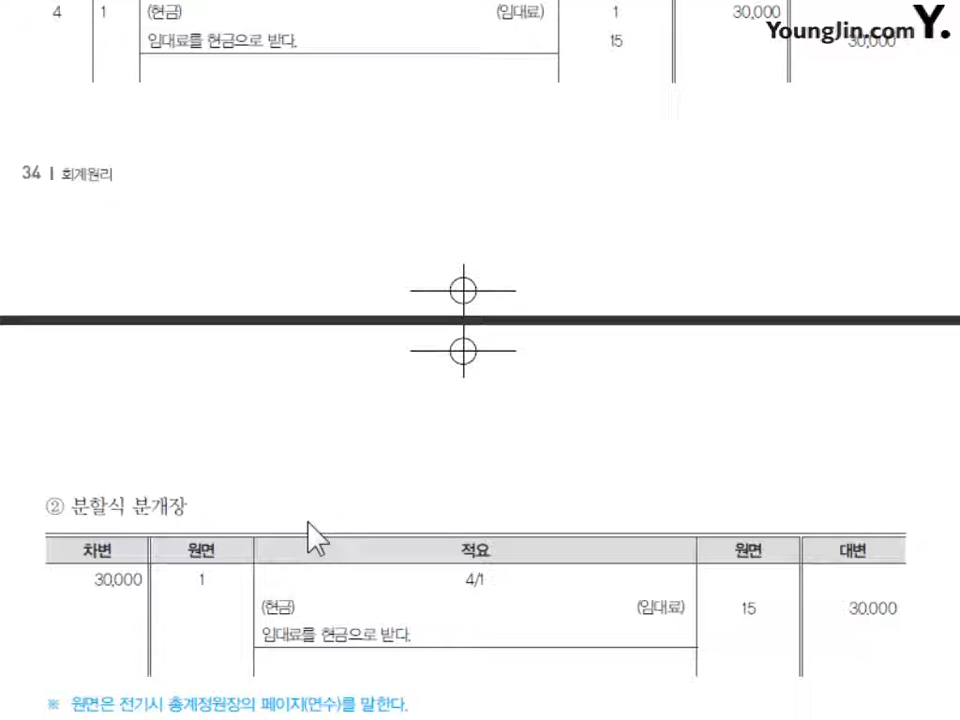 4 1 (현금) (임대료) 1 30,000
YoungJin.com Y.
임대료를 현금으로 받다. 15 30,000
34 | 회계원리
② 분할식 분개장
차변 원면 적요 원면 대변
30,000 1 4/1
(현금) (임대료) 15 30,000
임대료를 현금으로 받다.
※ 원면은 전기시 총계정원장의 페이지(면수)를 말한다.